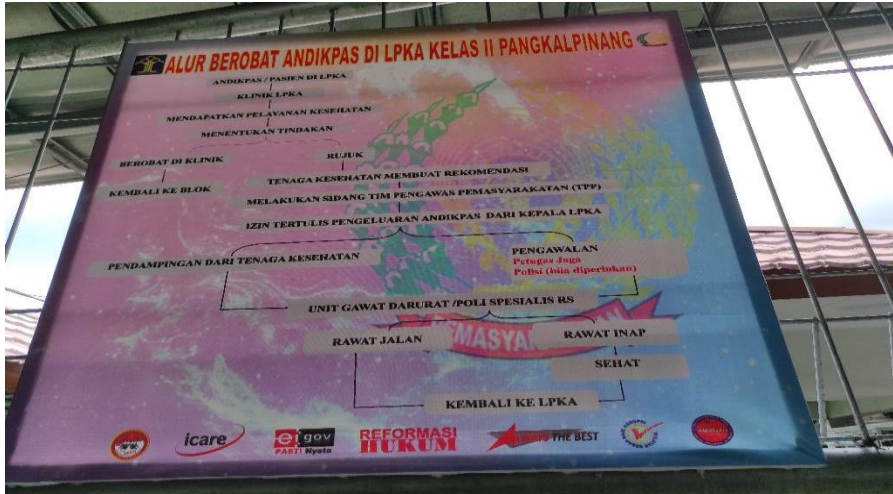 ALUR BEROBAT ANDIKPAS DI LPKA KELAS II PANGKALPINANG
ANDIKPAS / PASIEN DI LPKA
KLINIK LPKA
MENDAPATKAN PELAYANAN KESEHATAN
MENENTUKAN TINDAKAN
BEROBAT DI KLINIK
RUJUK
KEMBALI KE BLOK
TENAGA KESEHATAN MEMBUAT REKOMENDASI
MELAKUKAN SIDANG TIM PENGAWAS PEMASYARAKATAN (TPP)
IZIN TERTULIS PENGELUARAN ANDIKPAS DARI KEPALA LPKA
PENDAMPINGAN DARI TENAGA KESEHATAN
PENGAWALAN
Petugas Jaga
Polisi (bila diperlukan)
UNIT GAWAT DARURAT /POLI SPESIALIS RS
RAWAT JALAN
RAWAT INAP
SEHAT
KEMBALI KE LPKA
icare
e gov
PASTI Nyata
REFORMASI
HUKUM
THE BEST